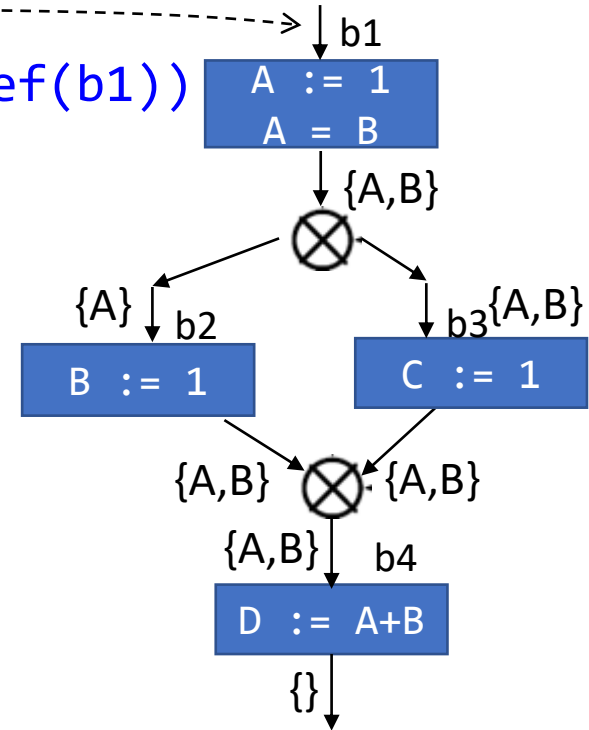 b1
ef(b1))
A := 1
A = B
{A,B}
{A}
b2
b3
{A,B}
B := 1
C := 1
{A,B}
{A,B}
{A,B}
b4
D := A+B
{}